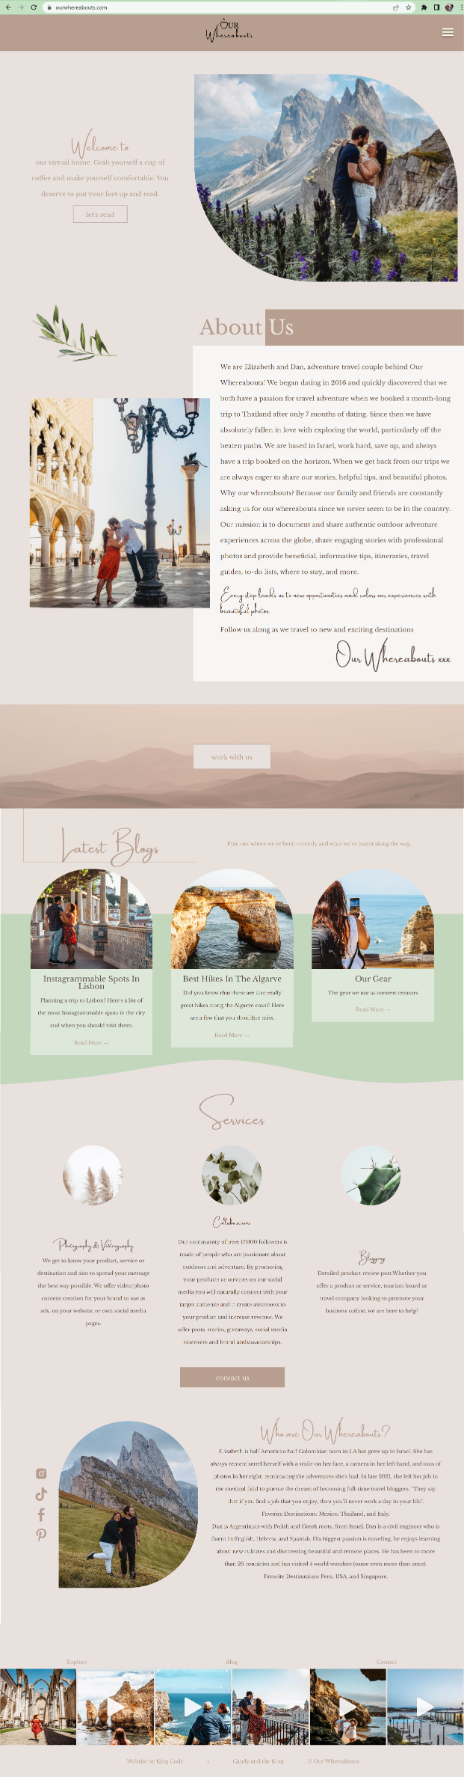 ourwhereabouts.com
OUR
Whereabouts
Welcome to
our virtual home. Grab yourself a cup of
coffee and make yourself comfortable. You
deserve to put your feet up and read.
let's read
About Us
We are Elizabeth and Dan, adventure travel couple behind Our
Whereabouts! We began dating in 2016 and quickly discovered that we
both have a passion for travel adventure when we booked a month-long
trip to Thailand after only 7 months of dating. Since then we have
absolutely fallen in love with exploring the world, particularly off the
beaten paths. We are based in Israel, work hard, save up, and always
have a trip booked on the horizon. When we get back from our trips we
are always eager to share our stories, helpful tips, and beautiful photos.
Why our whereabouts? Because our family and friends are constantly
asking us for our whereabouts since we never seem to be in the country.
Our mission is to document and share authentic outdoor adventure
experiences across the globe, share engaging stories with professional
photos and provide beneficial, informative tips, itineraries, travel
guides, to-do lists, where to stay, and more.
Every step leads us to new opportunities and colors our experiences with
beautiful photos.
Follow us along as we travel to new and exciting destinations
Our Whereabouts xxx
work with us
Latest Blogs
Find out where we've been recently and what we've learnt along the way.
Instagrammable Spots In
Lisbon
Planning a trip to Lisbon? Here's a list of
the most Instagrammable spots in the city
and when you should visit them.
Read More →
Best Hikes In The Algarve
Did you know that there are some really
great hikes along the Algarve coast? Here
are a few that you shouldn't miss.
Read More →
Our Gear
The gear we use as content creators
Read More →
Services
Photography & Videography
We get to know your product, service or
destination and aim to spread your message
the best way possible. We offer video/photo
content creation for your brand to use as
ads, on your website, or own social media
pages.
Collaborations
Our community of over 17,000 followers is
made of people who are passionate about
outdoors and adventure. By promoting
your products or services on our social
media you will naturally connect with your
target audience and create awareness to
your product and increase revenue. We
offer posts, stories, giveaways, social media
takeovers and brand ambassadorships.
Blogging
Detailed product review post. Whether you
offer a product or service, tourism board or
travel company looking to promote your
business online, we are here to help!
contact us
Who are Our Whereabouts?
Elizabeth is half American half Colombian born in LA but grew up in Israel. She has
always remembered herself with a smile on her face, a camera in her left hand, and tons of
photos in her right, reminiscing the adventures she's had. In late 2021, she left her job in
the medical field to pursue the dream of becoming full-time travel bloggers. "They say
that if you find a job that you enjoy, then you'll never work a day in your life".
Favorite Destinations: Mexico, Thailand, and Italy.
Dan is Argentinian with Polish and Greek roots, from Israel. Dan is a civil engineer who is
fluent in English, Hebrew, and Spanish. His biggest passion is traveling, he enjoys learning
about new cultures and discovering beautiful and remote places. He has been to more
than 25 countries and has visited 4 world wonders (some even more than once).
Favorite Destinations: Peru, USA, and Singapore.
Explore
Blog
Contact
Website by King Code
Candy and the King
© Our Whereabouts